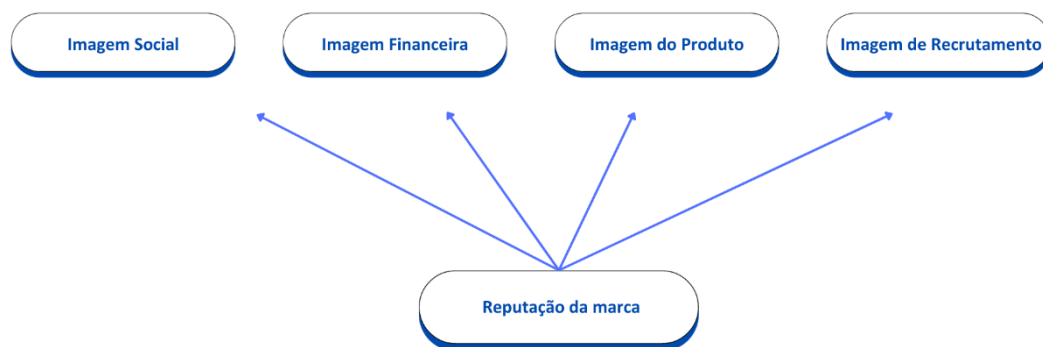 Imagem Social
Imagem Financeira
Imagem do Produto
Imagem de Recrutamento
Reputação da marca